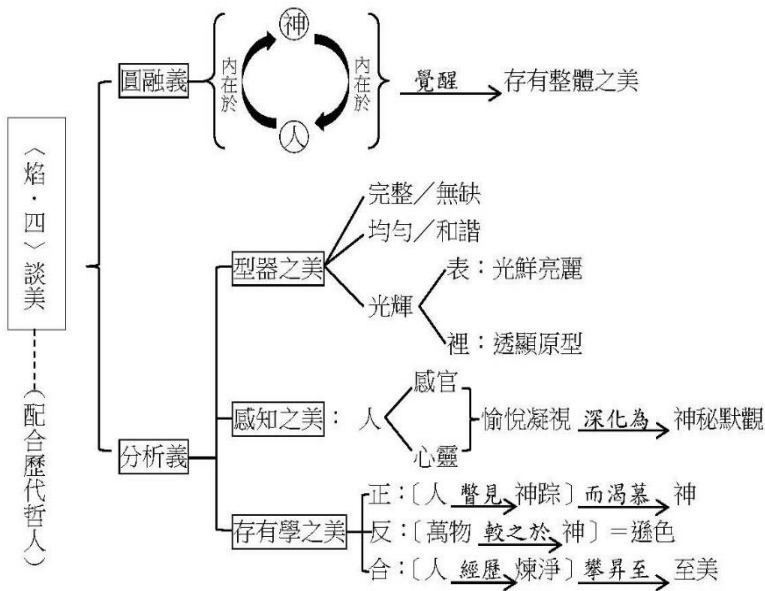 〈焰．四〉談美
（配合歷代哲人）
圓融義
神
內在於
內在於
人
覺醒
存有整體之美
分析義
型器之美
完整／無缺
均勻／和諧
光輝
表：光鮮亮麗
裡：透顯原型
感知之美：人
感官
心靈
愉悅凝視 深化為 神秘默觀
存有學之美
正：〔人 瞥見 神踪〕而渴慕 神
反：〔萬物 較之於 神〕＝遜色
合：〔人 經歷 煉淨〕攀昇至 至美